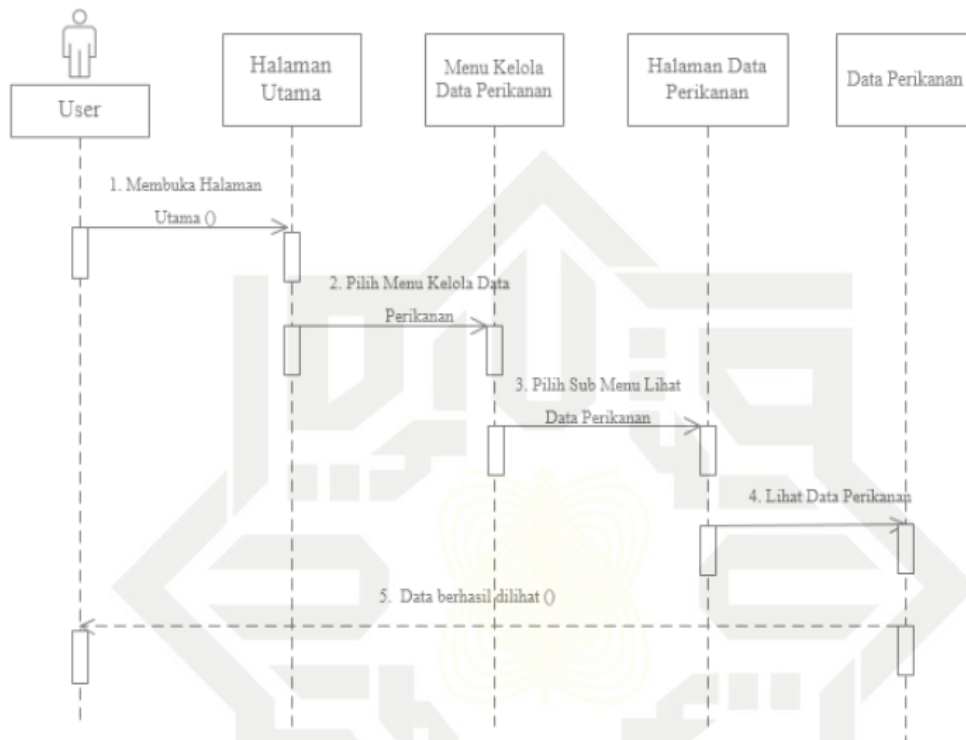 User
Halaman
Utama
Menu Kelola
Data Perikanan
Halaman Data
Perikanan
Data Perikanan
1. Membuka Halaman
Utama ()
2. Pilih Menu Kelola Data
Perikanan
3. Pilih Sub Menu Lihat
Data Perikanan
4. Lihat Data Perikanan
5. Data berhasil dilihat ()